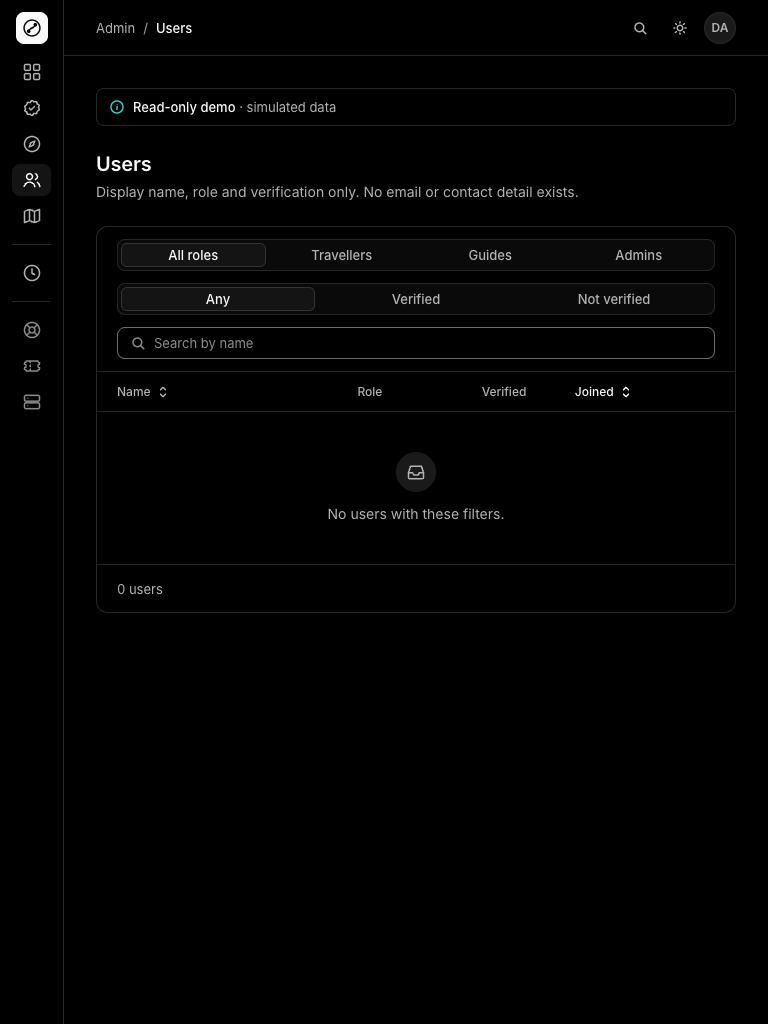 Admin / Users
DA
Read-only demo · simulated data
Users
Display name, role and verification only. No email or contact detail exists.
All roles Travellers Guides Admins
Any Verified Not verified
Search by name
Name Role Verified Joined
No users with these filters.
0 users